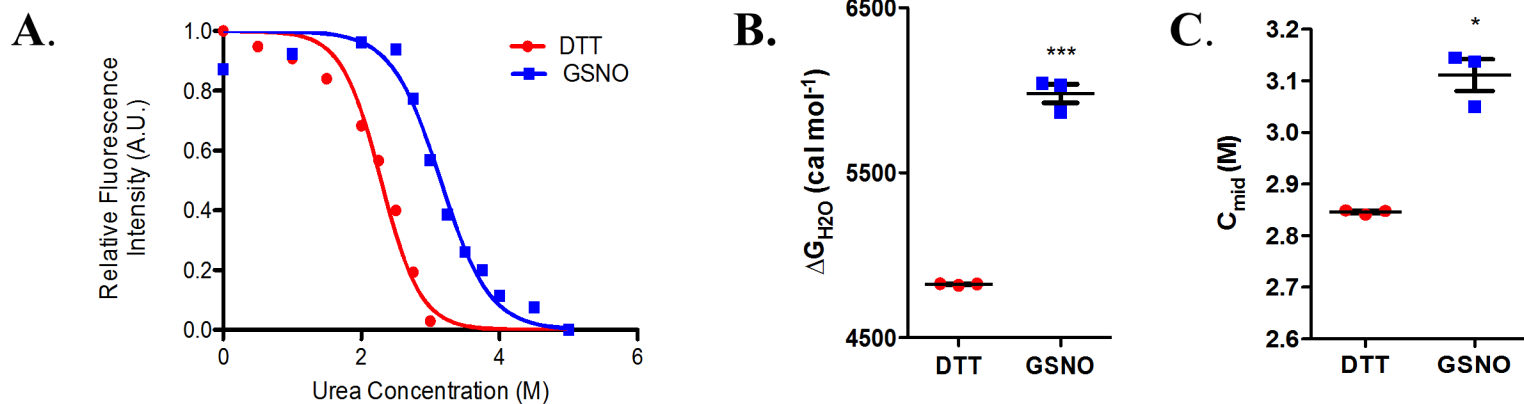 A.
Relative Fluorescence
Intensity (A.U.)
1.0
0.8
0.6
0.4
0.2
0.0
0
2
4
6
Urea Concentration (M)
DTT
GSNO
B.
ΔG_H2O (cal mol⁻¹)
6500
5500
4500
***
DTT
GSNO
C.
C_mid (M)
3.2
3.1
3.0
2.9
2.8
2.7
2.6
*
DTT
GSNO